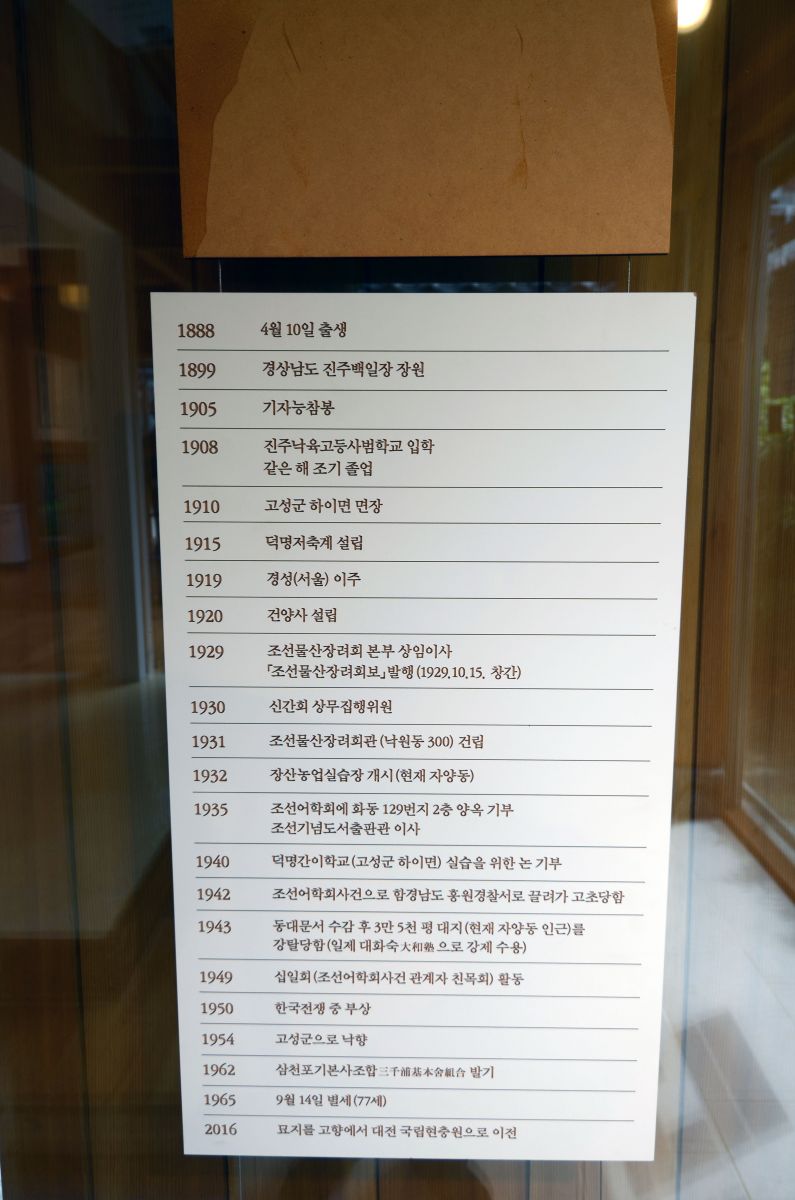 1888 4월 10일 출생
1899 경상남도 진주백일장 장원
1905 기자능참봉
1908 진주낙육고등사범학교 입학
같은 해 조기 졸업
1910 고성군 하이면 면장
1915 덕명저축계 설립
1919 경성(서울) 이주
1920 건양사 설립
1929 조선물산장려회 본부 상임이사
「조선물산장려회보」발행(1929.10.15. 창간)
1930 신간회 상무집행위원
1931 조선물산장려회관(낙원동 300) 건립
1932 장산농업실습장 개시(현재 자양동)
1935 조선어학회에 화동 129번지 2층 양옥 기부
조선기념도서출판관 이사
1940 덕명간이학교(고성군 하이면) 실습을 위한 논 기부
1942 조선어학회사건으로 함경남도 홍원경찰서로 끌려가 고초당함
1943 동대문서 수감 후 3만 5천 평 대지(현재 자양동 인근)를
강탈당함(일제 대화숙大和塾으로 강제 수용)
1949 십일회(조선어학회사건 관계자 친목회) 활동
1950 한국전쟁 중 부상
1954 고성군으로 낙향
1962 삼천포기본사조합三千浦基本舍組合 발기
1965 9월 14일 별세(77세)
2016 묘지를 고향에서 대전 국립현충원으로 이전